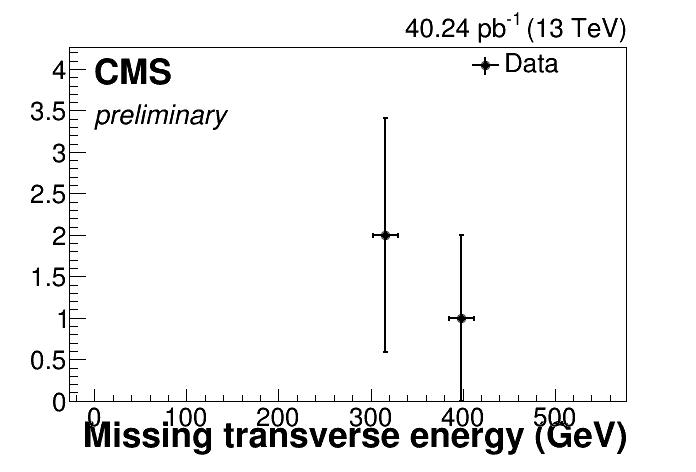 40.24 pb-1 (13 TeV)
CMS
preliminary
Data
4
3.5
3
2.5
2
1.5
1
0.5
0
0 100 200 300 400 500
Missing transverse energy (GeV)